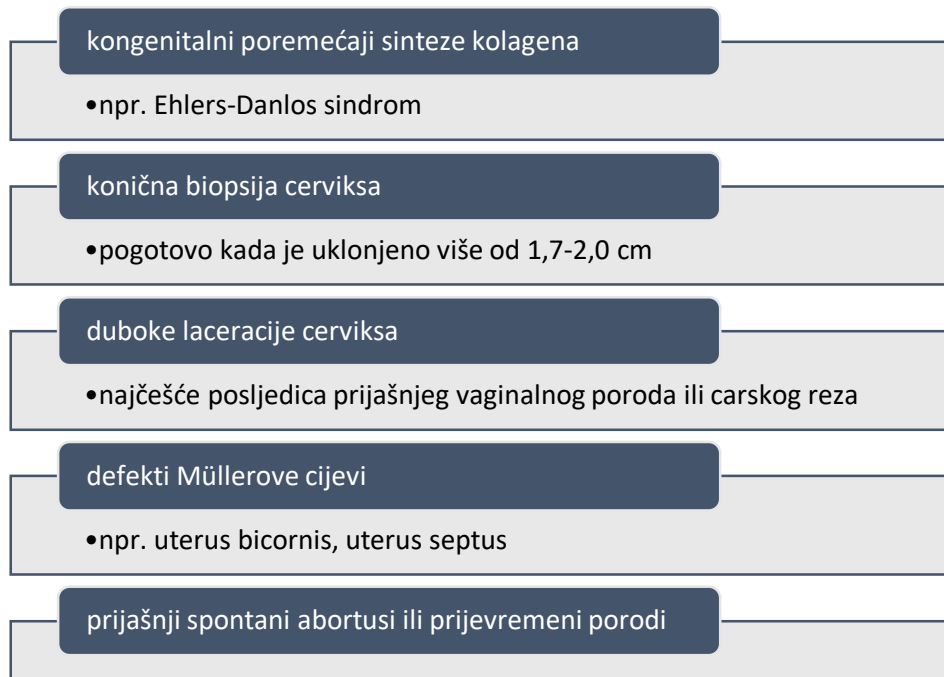 kongenitalni poremećaji sinteze kolagena
•npr. Ehlers-Danlos sindrom
konična biopsija cerviksa
•pogotovo kada je uklonjeno više od 1,7-2,0 cm
duboke laceracije cerviksa
•najčešće posljedica prijašnjeg vaginalnog poroda ili carskog reza
defekti Müllerove cijevi
•npr. uterus bicornis, uterus septus
prijašnji spontani abortusi ili prijevremeni porodi